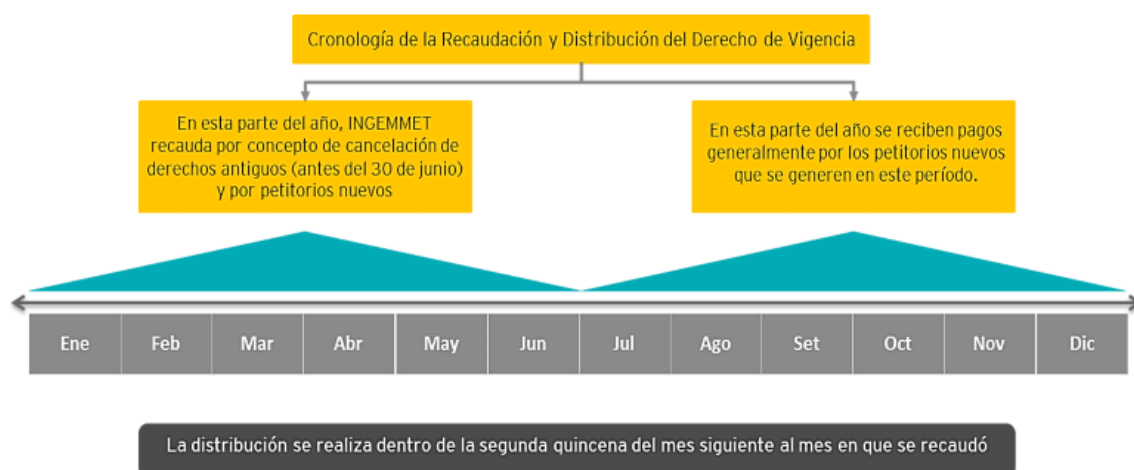 Cronología de la Recaudación y Distribución del Derecho de Vigencia
En esta parte del año, INGEMMET
recauda por concepto de cancelación de
derechos antiguos (antes del 30 de junio)
y por petitorios nuevos
En esta parte del año se reciben pagos
generalmente por los petitorios nuevos
que se generen en este período.
Ene Feb Mar Abr May Jun Jul Ago Set Oct Nov Dic
La distribución se realiza dentro de la segunda quincena del mes siguiente al mes en que se recaudó